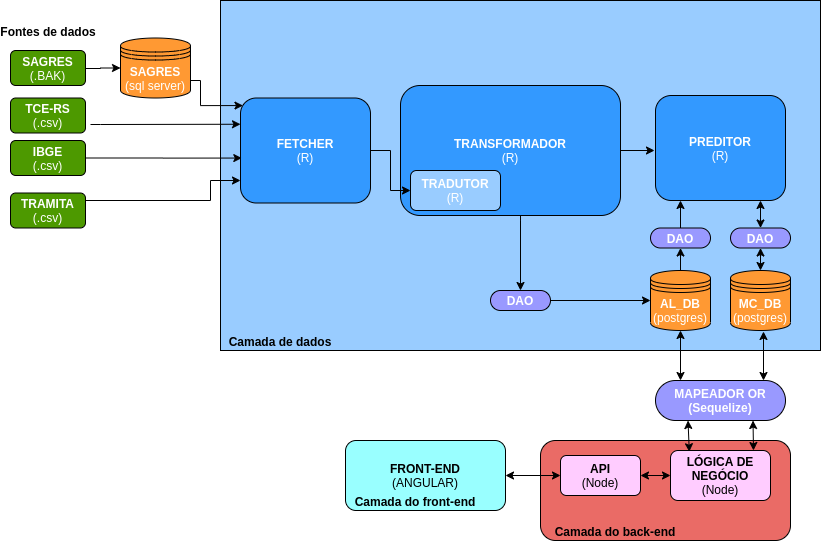 Fontes de dados
SAGRES
(.BAK)
SAGRES
(sql server)
TCE-RS
(.csv)
IBGE
(.csv)
TRAMITA
(.csv)
FETCHER
(R)
TRANSFORMADOR
(R)
TRADUTOR
(R)
PREDITOR
(R)
DAO
DAO
DAO
AL_DB
(postgres)
MC_DB
(postgres)
Camada de dados
MAPEADOR OR
(Sequelize)
FRONT-END
(ANGULAR)
Camada do front-end
API
(Node)
LÓGICA DE
NEGÓCIO
(Node)
Camada do back-end